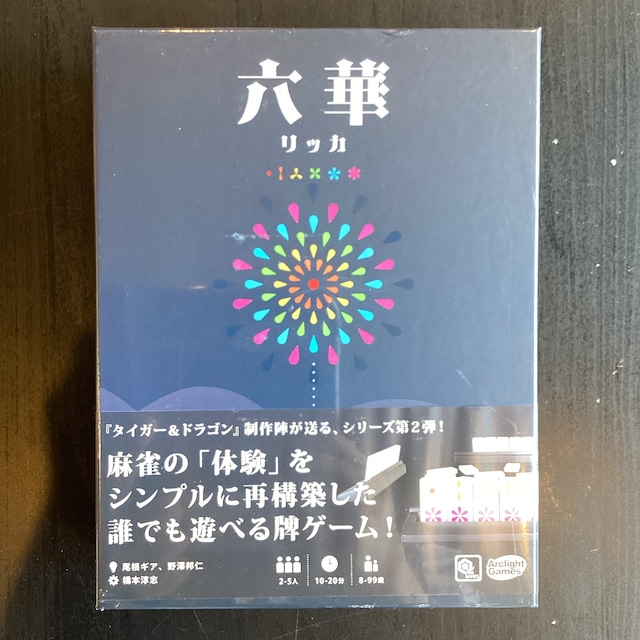 六華
リッカ
『タイガー＆ドラゴン』制作陣が送る、シリーズ第２弾！
麻雀の「体験」を
シンプルに再構築した
誰でも遊べる牌ゲーム！
尾根ギア、野澤邦仁
橋本淳志
2-5人
10-20分
8-99歳
Arclight
Games